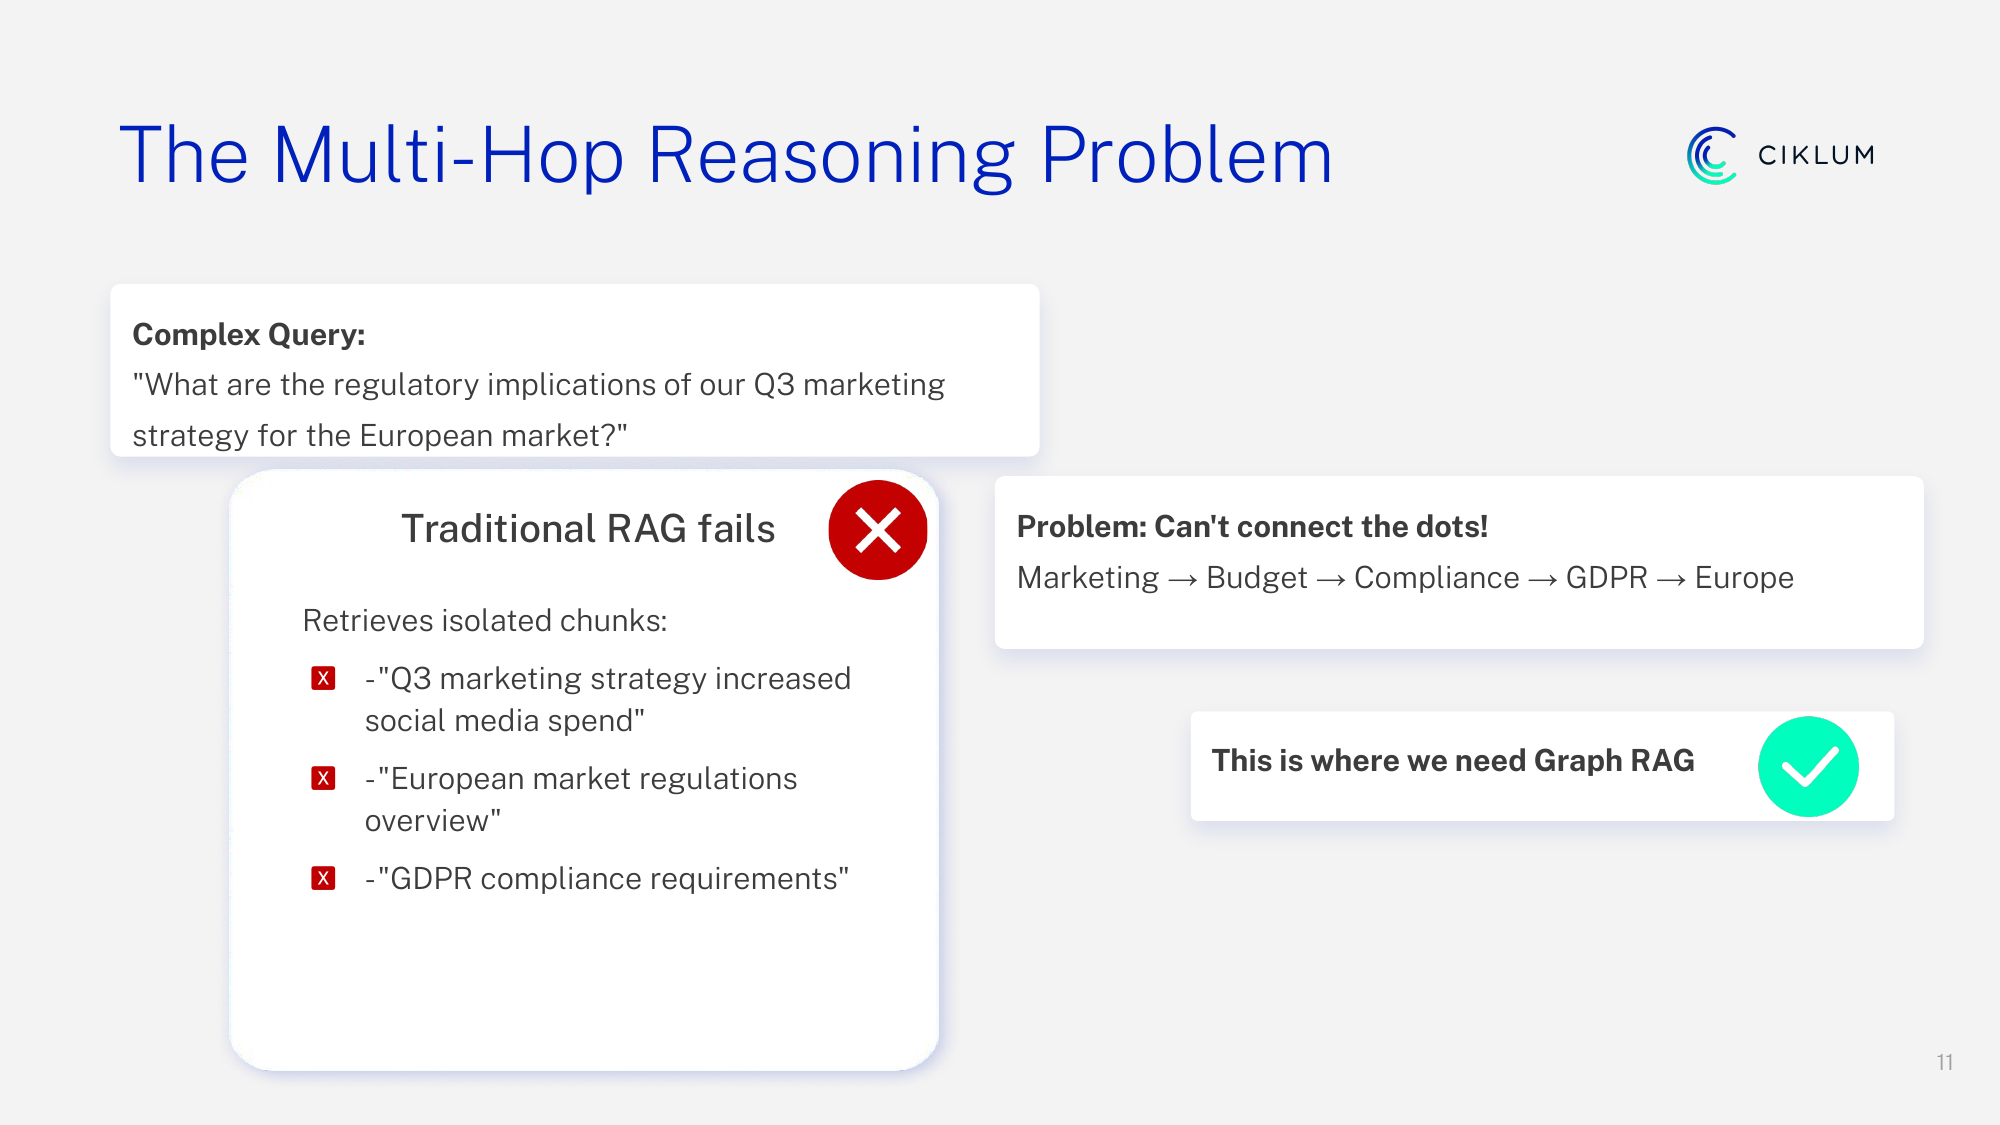 The Multi-Hop Reasoning Problem
CIKLUM
Complex Query:
"What are the regulatory implications of our Q3 marketing
strategy for the European market?"
Traditional RAG fails
Retrieves isolated chunks:
X - "Q3 marketing strategy increased
social media spend"
X - "European market regulations
overview"
X - "GDPR compliance requirements"
Problem: Can't connect the dots!
Marketing → Budget → Compliance → GDPR → Europe
This is where we need Graph RAG
11